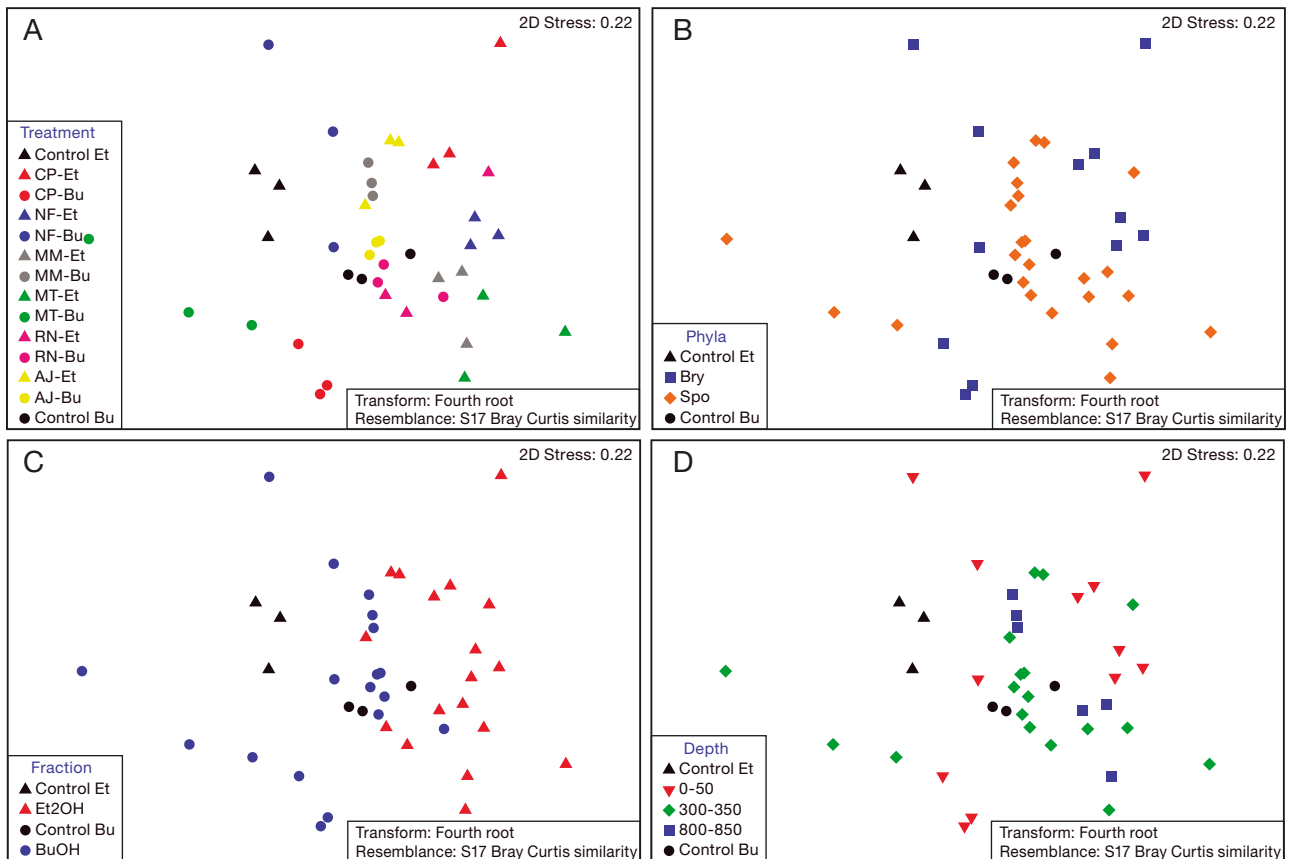 A
2D Stress: 0.22
Treatment
Control Et
CP-Et
CP-Bu
NF-Et
NF-Bu
MM-Et
MM-Bu
MT-Et
MT-Bu
RN-Et
RN-Bu
AJ-Et
AJ-Bu
Control Bu
Transform: Fourth root
Resemblance: S17 Bray Curtis similarity
B
2D Stress: 0.22
Phyla
Control Et
Bry
Spo
Control Bu
Transform: Fourth root
Resemblance: S17 Bray Curtis similarity
C
2D Stress: 0.22
Fraction
Control Et
Et2OH
Control Bu
BuOH
Transform: Fourth root
Resemblance: S17 Bray Curtis similarity
D
2D Stress: 0.22
Depth
Control Et
0-50
300-350
800-850
Control Bu
Transform: Fourth root
Resemblance: S17 Bray Curtis similarity